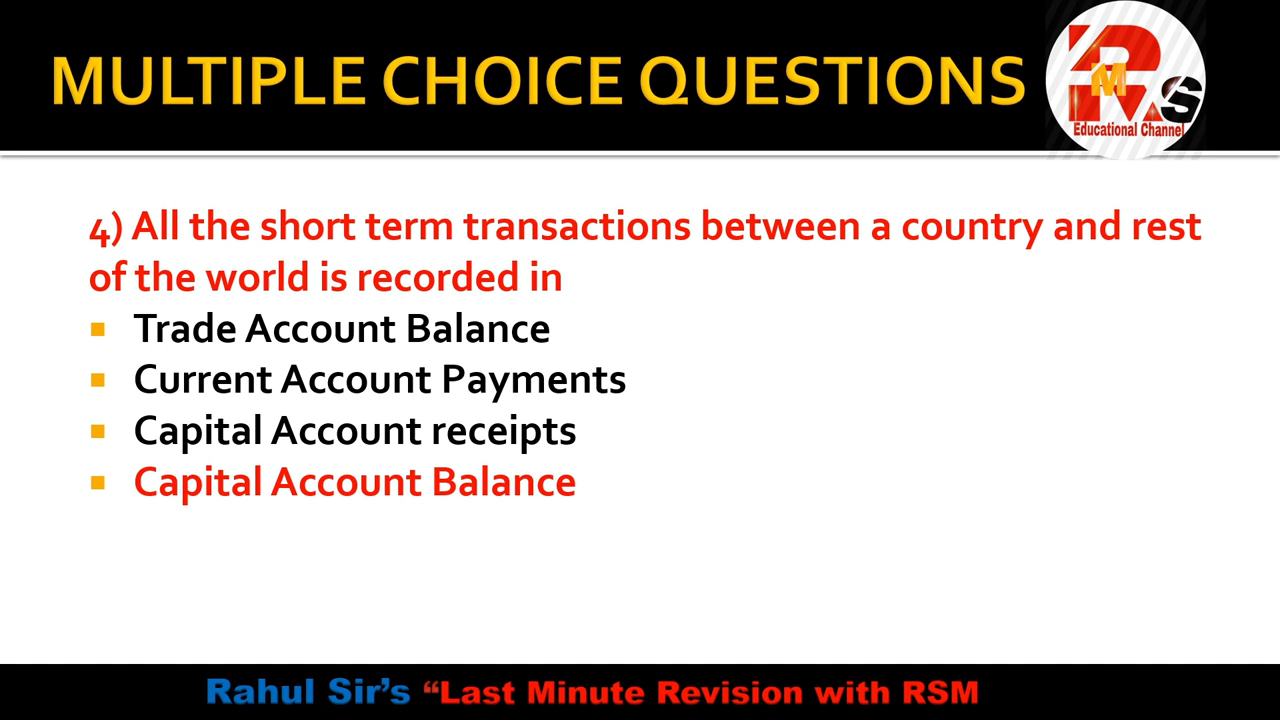 MULTIPLE CHOICE QUESTIONS
RMS
Educational Channel
4) All the short term transactions between a country and rest
of the world is recorded in
Trade Account Balance
Current Account Payments
Capital Account receipts
Capital Account Balance
Rahul Sir's “Last Minute Revision with RSM